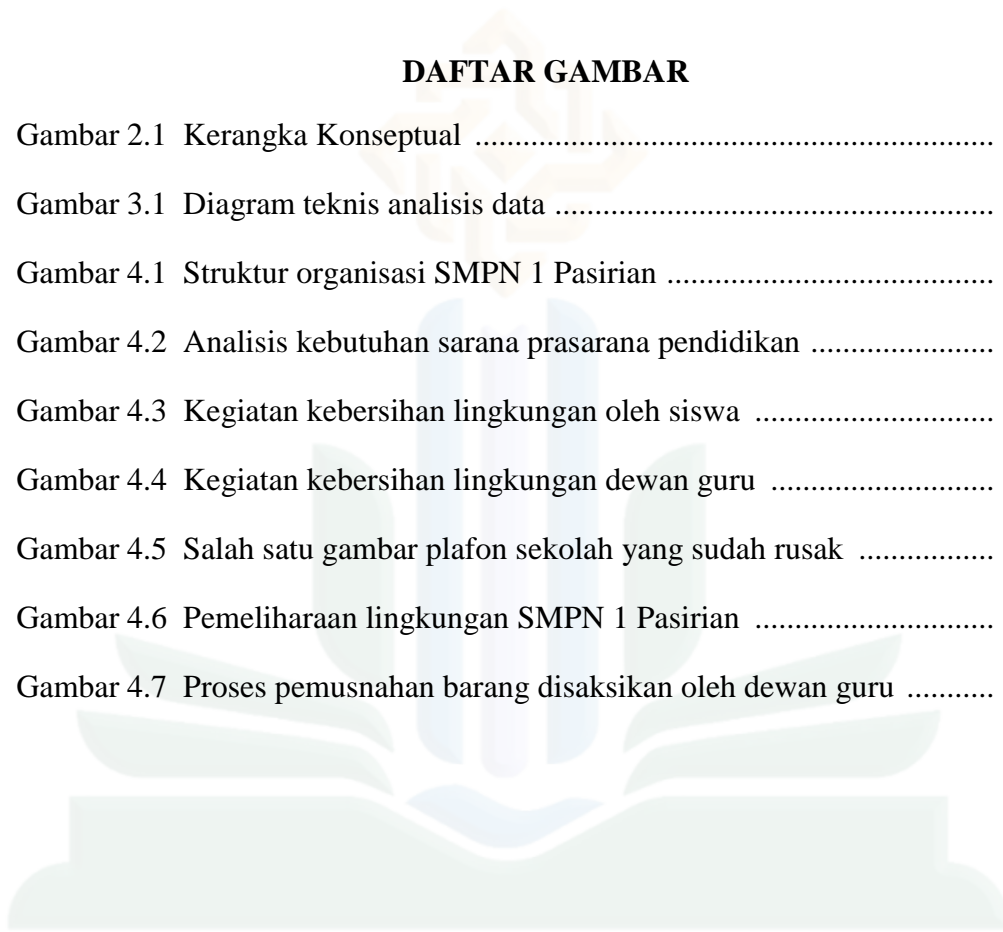 DAFTAR GAMBAR
Gambar 2.1 Kerangka Konseptual ............................................................
Gambar 3.1 Diagram teknis analisis data ...................................................
Gambar 4.1 Struktur organisasi SMPN 1 Pasirian ......................................
Gambar 4.2 Analisis kebutuhan sarana prasarana pendidikan .....................
Gambar 4.3 Kegiatan kebersihan lingkungan oleh siswa ............................
Gambar 4.4 Kegiatan kebersihan lingkungan dewan guru ..........................
Gambar 4.5 Salah satu gambar plafon sekolah yang sudah rusak ................
Gambar 4.6 Pemeliharaan lingkungan SMPN 1 Pasirian ............................
Gambar 4.7 Proses pemusnahan barang disaksikan oleh dewan guru ...........